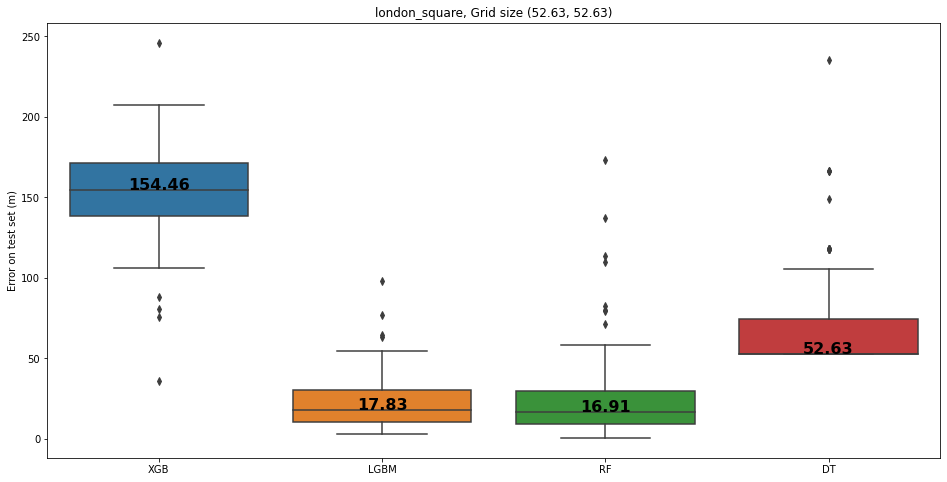 london_square, Grid size (52.63, 52.63)
Error on test set (m)
250
200
150
100
50
0
154.46
17.83
16.91
52.63
XGB
LGBM
RF
DT